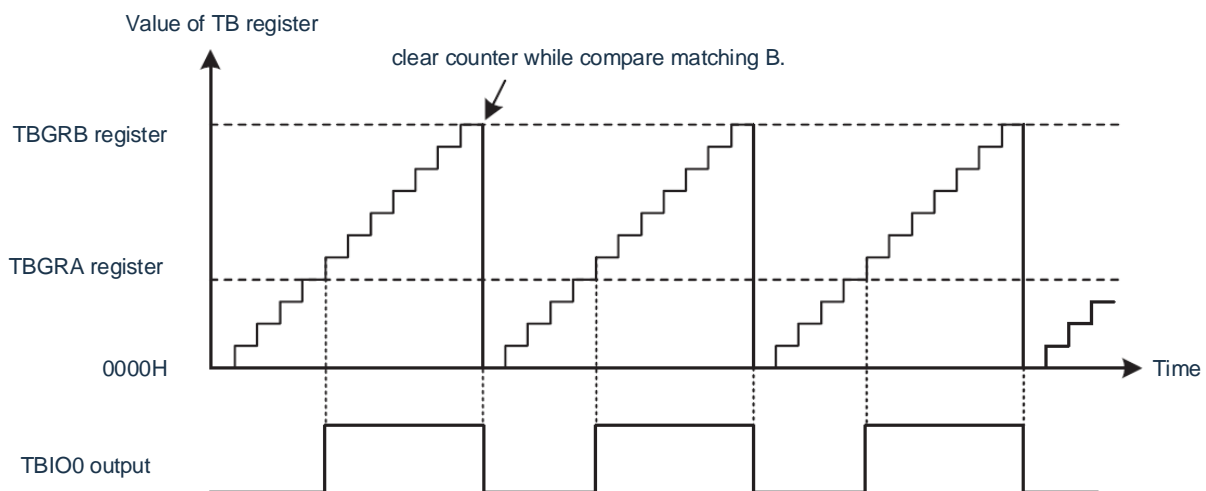 Value of TB register
clear counter while compare matching B.
TBGRB register
TBGRA register
0000H
Time
TBIO0 output